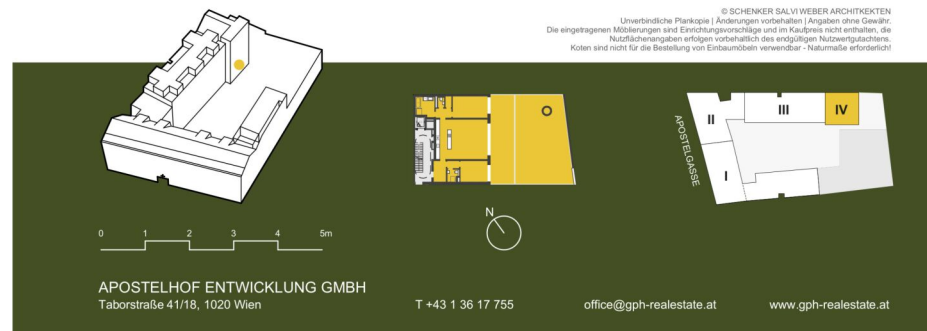 © SCHENKER SALVI WEBER ARCHITKEKTEN
Unverbindliche Plankopie | Änderungen vorbehalten | Angaben ohne Gewähr.
Die eingetragenen Möblierungen sind Einrichtungsvorschläge und im Kaufpreis nicht enthalten, die
Nutzflächenangaben erfolgen vorbehaltlich des endgültigen Nutzwertgutachtens.
Koten sind nicht für die Bestellung von Einbaumöbeln verwendbar - Naturmaße erforderlich!
II
III
IV
APOSTELGASSE
I
N
0 1 2 3 4 5m
APOSTELHOF ENTWICKLUNG GMBH
Taborstraße 41/18, 1020 Wien
T +43 1 36 17 755
office@gph-realestate.at
www.gph-realestate.at